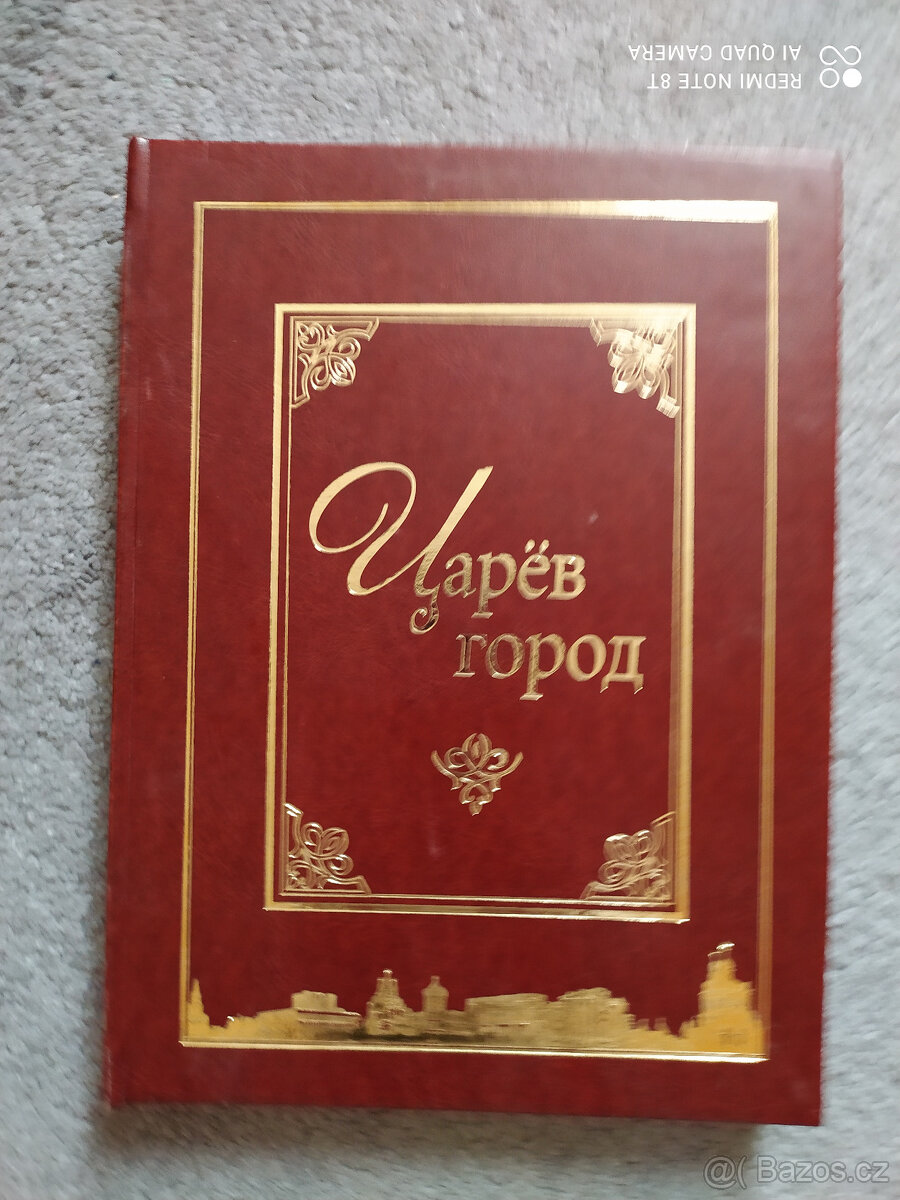 REDMI NOTE 8T
AI QUAD CAMERA
Царёв
город
@( Bazos.cz